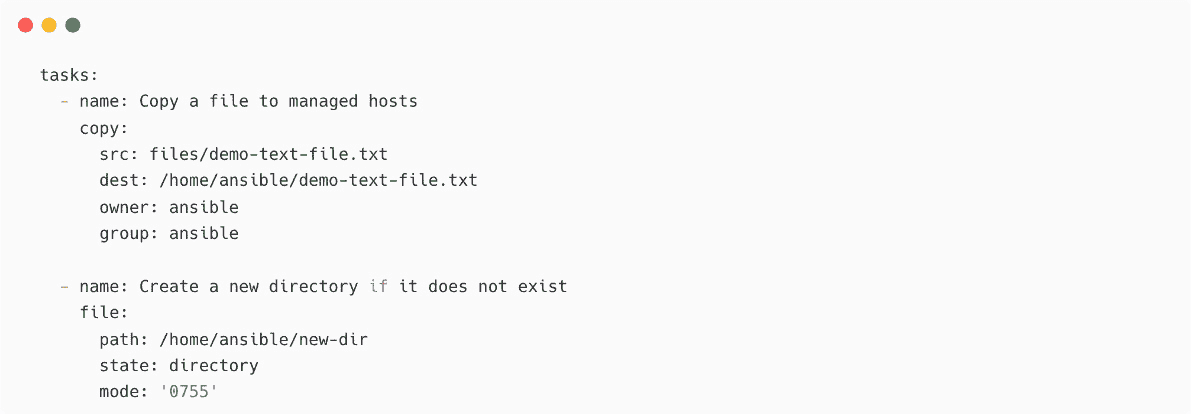 tasks:
  - name: Copy a file to managed hosts
    copy:
      src: files/demo-text-file.txt
      dest: /home/ansible/demo-text-file.txt
      owner: ansible
      group: ansible

  - name: Create a new directory if it does not exist
    file:
      path: /home/ansible/new-dir
      state: directory
      mode: '0755'